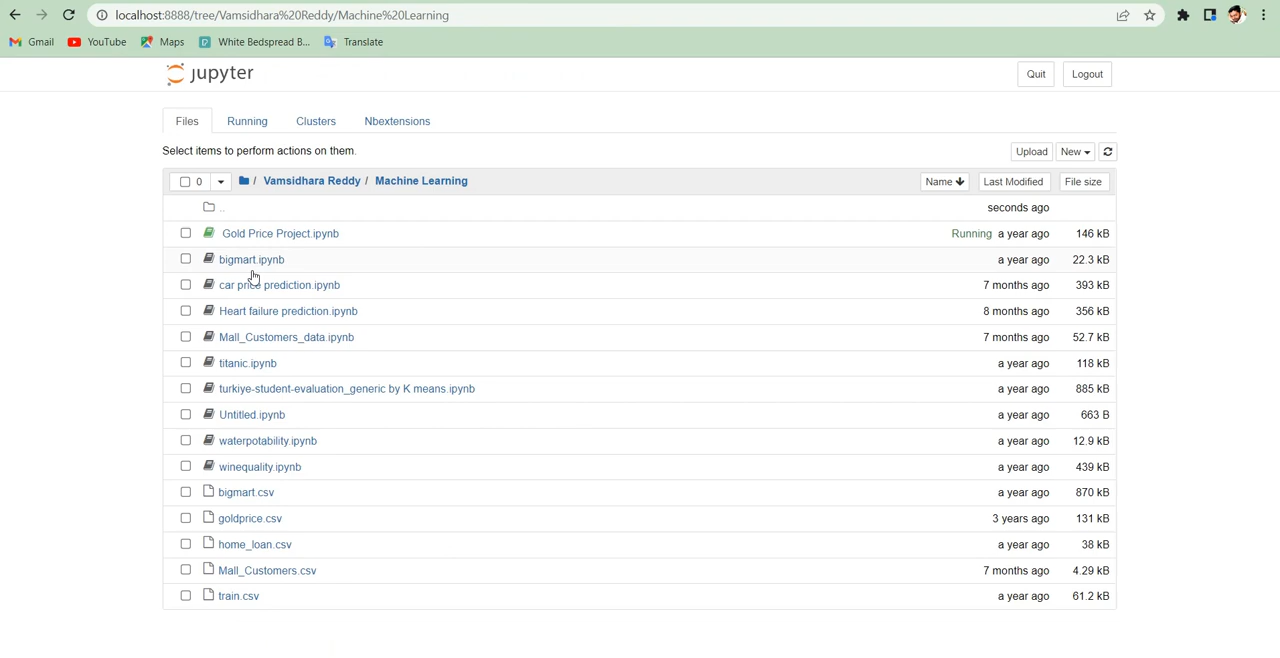 localhost:8888/tree/Vamsidhara%20Reddy/Machine%20Learning
Gmail YouTube Maps White Bedspread B... Translate
jupyter Quit Logout
Files Running Clusters Nbextensions
Select items to perform actions on them. Upload New
0 / Vamsidhara Reddy / Machine Learning Name Last Modified File size
.. seconds ago
Gold Price Project.ipynb Running a year ago 146 kB
bigmart.ipynb a year ago 22.3 kB
car price prediction.ipynb 7 months ago 393 kB
Heart failure prediction.ipynb 8 months ago 356 kB
Mall_Customers_data.ipynb 7 months ago 52.7 kB
titanic.ipynb a year ago 118 kB
turkiye-student-evaluation_generic by K means.ipynb a year ago 885 kB
Untitled.ipynb a year ago 663 B
waterpotability.ipynb a year ago 12.9 kB
winequality.ipynb a year ago 439 kB
bigmart.csv a year ago 870 kB
goldprice.csv 3 years ago 131 kB
home_loan.csv a year ago 38 kB
Mall_Customers.csv 7 months ago 4.29 kB
train.csv a year ago 61.2 kB